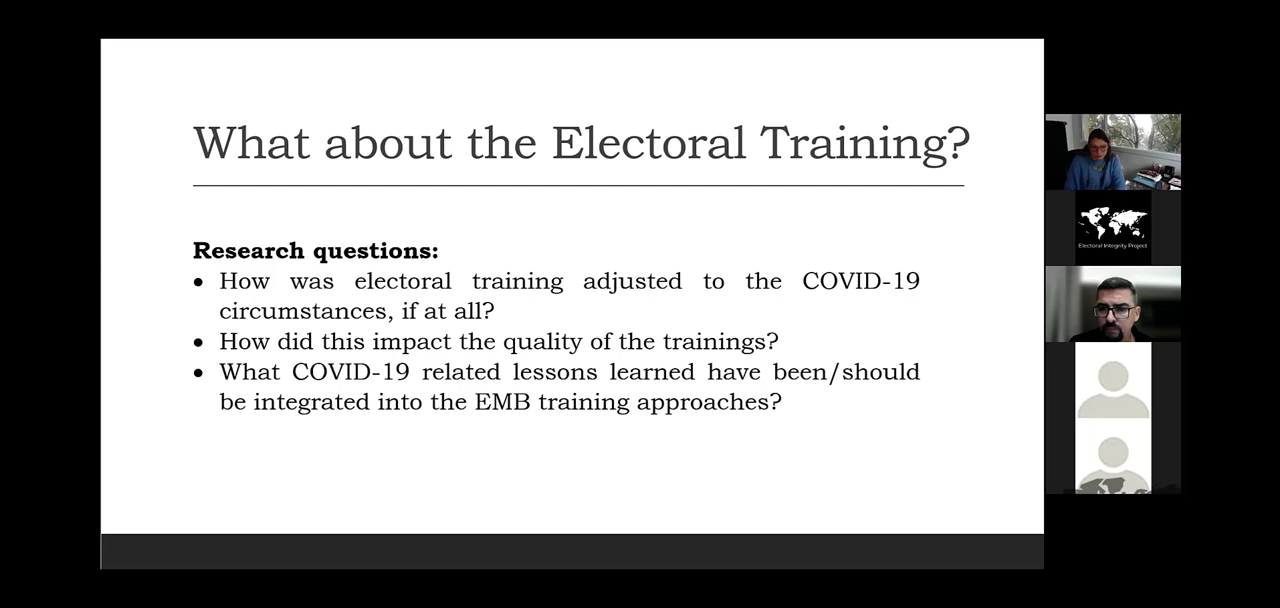 What about the Electoral Training?
Research questions:
• How was electoral training adjusted to the COVID-19
circumstances, if at all?
• How did this impact the quality of the trainings?
• What COVID-19 related lessons learned have been/should
be integrated into the EMB training approaches?
Electoral Integrity Project